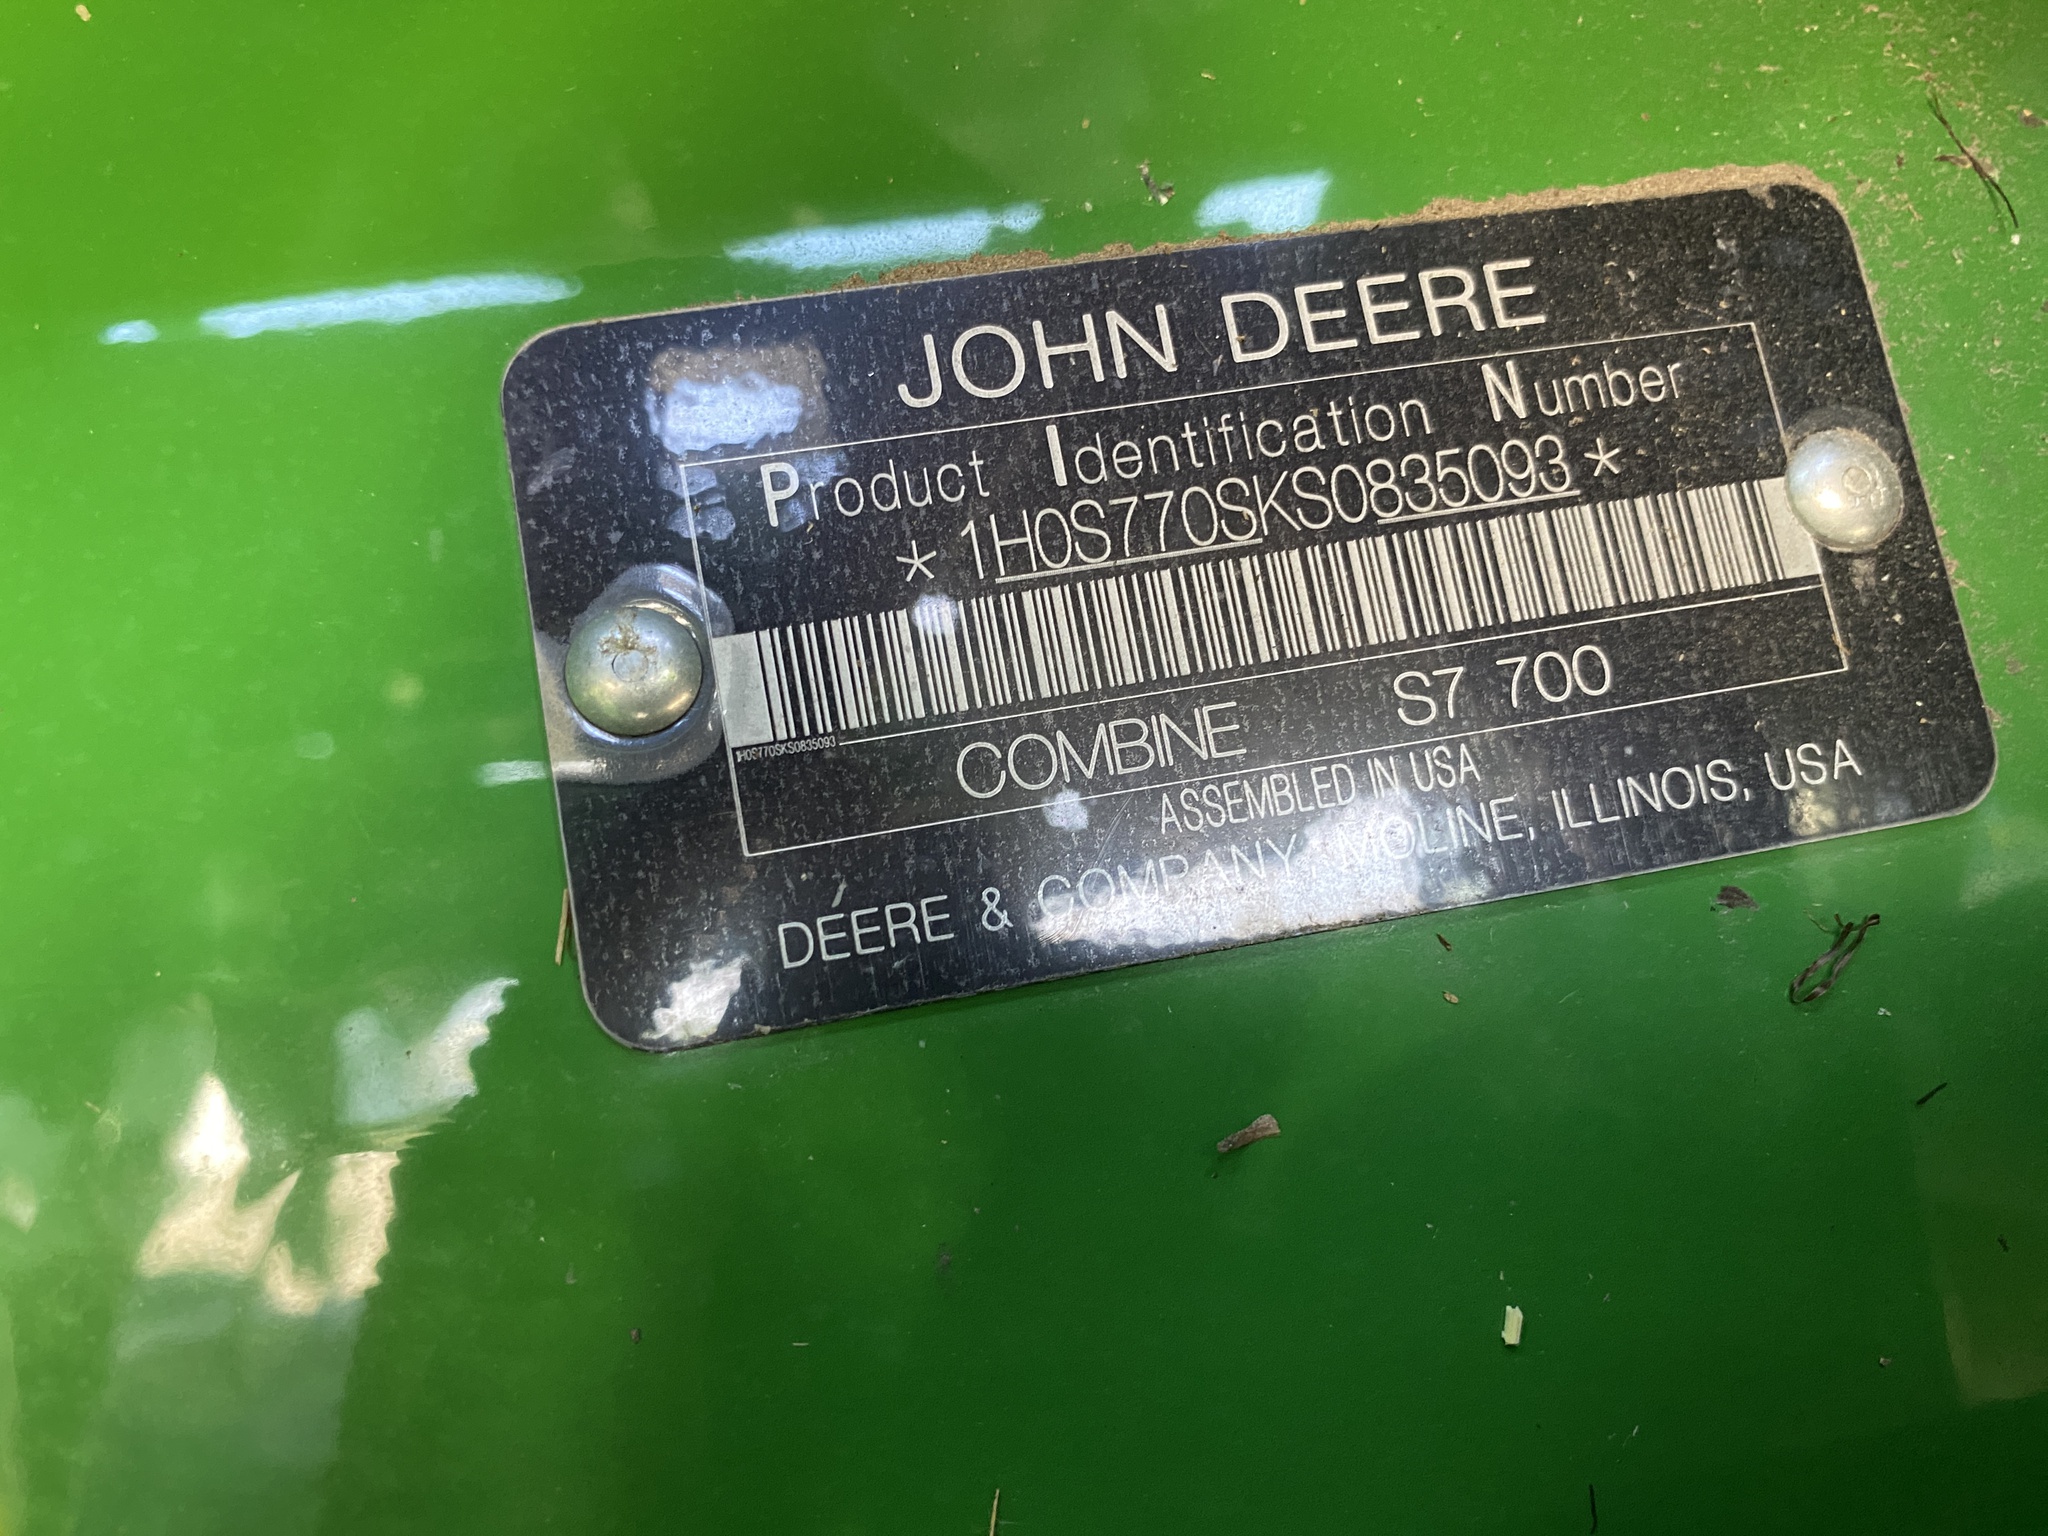 JOHN DEERE
Product Identification Number
*1H0S770SKS0835093*
1H0S770SKS0835093
COMBINE S7 700
ASSEMBLED IN USA
DEERE & COMPANY, MOLINE, ILLINOIS, USA